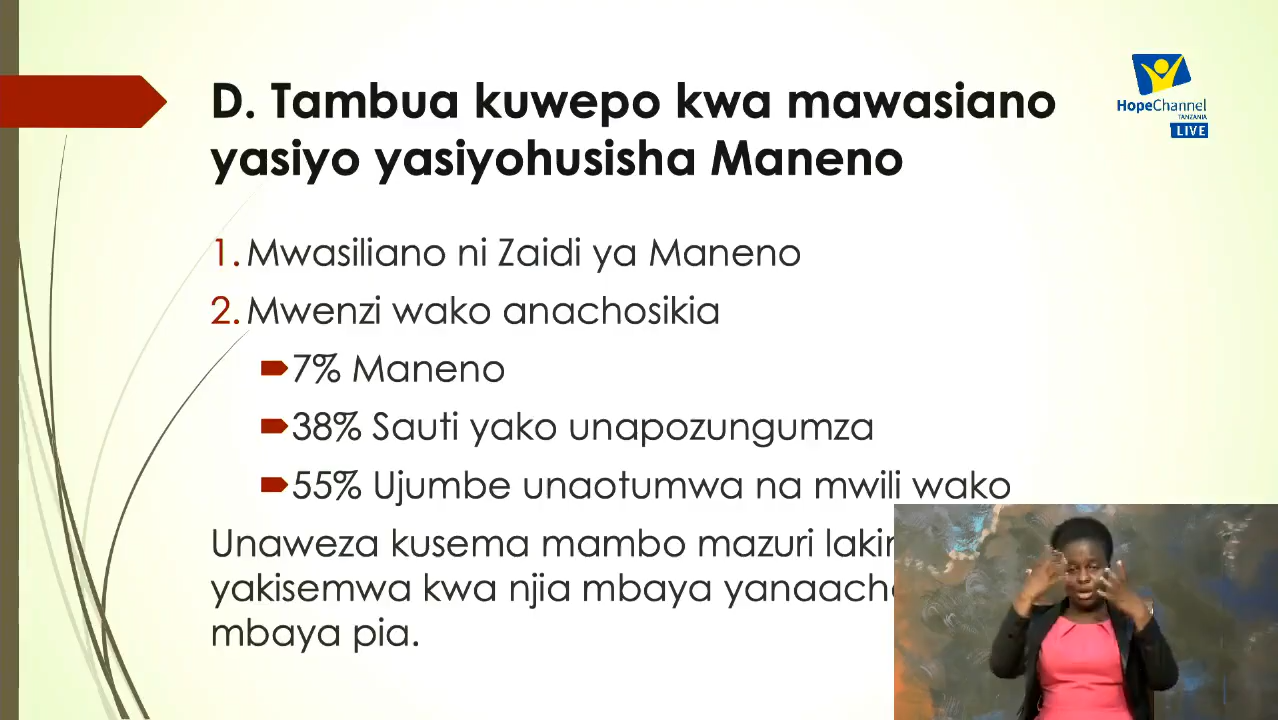 D. Tambua kuwepo kwa mawasiano
yasiyo yasiyohusisha Maneno
HopeChannel
TANZANIA
LIVE
1. Mwasiliano ni Zaidi ya Maneno
2. Mwenzi wako anachosikia
7% Maneno
38% Sauti yako unapozungumza
55% Ujumbe unaotumwa na mwili wako
Unaweza kusema mambo mazuri
yakisemwa kwa njia mbaya
mbaya pia.